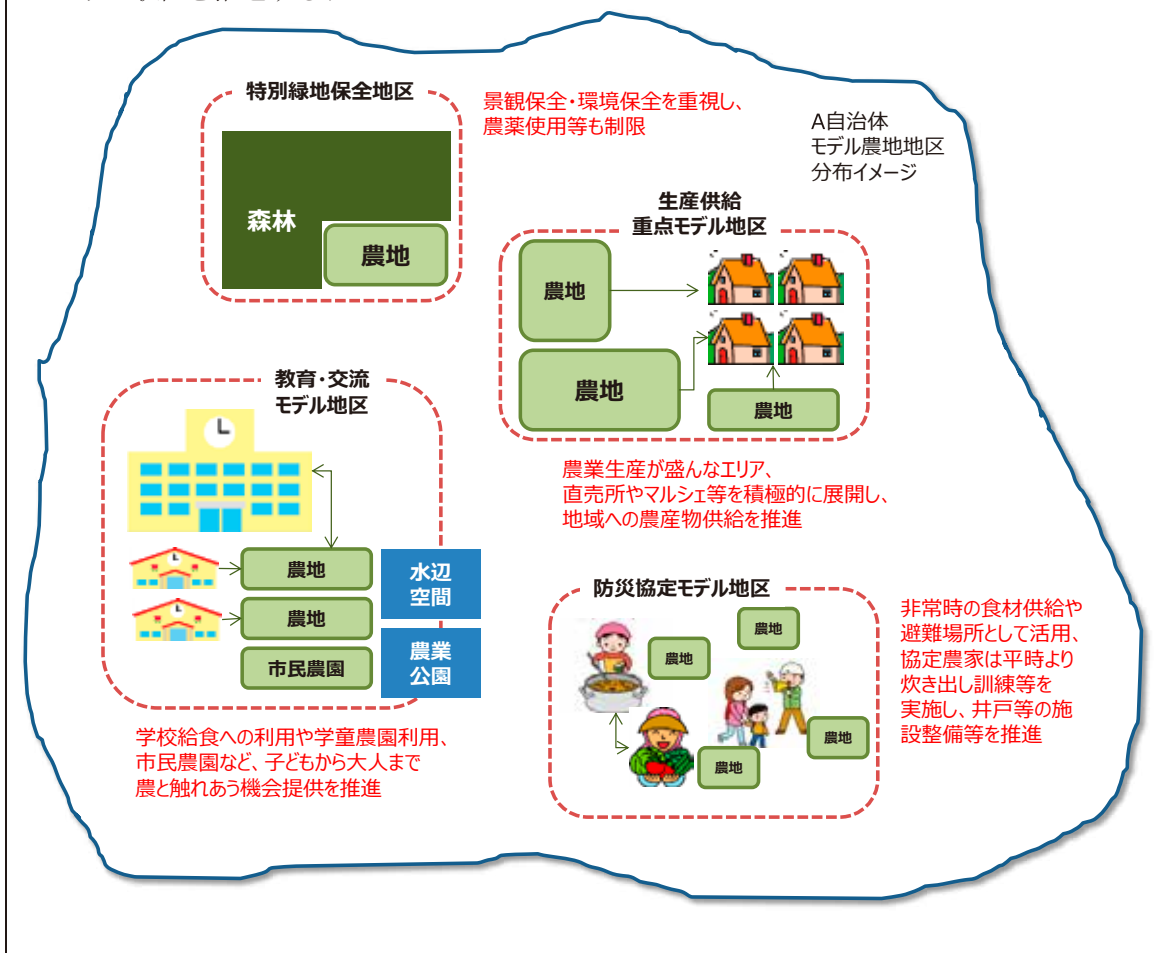 特別緑地保全地区
景観保全・環境保全を重視し、
農薬使用等も制限
森林
農地
A自治体
モデル農地地区
分布イメージ
生産供給
重点モデル地区
農地
農地
農地
農業生産が盛んなエリア、
直売所やマルシェ等を積極的に展開し、
地域への農産物供給を推進
教育・交流
モデル地区
農地
農地
市民農園
水辺
空間
農業
公園
学校給食への利用や学童農園利用、
市民農園など、子どもから大人まで
農と触れあう機会提供を推進
防災協定モデル地区
農地
農地
農地
農地
非常時の食材供給や
避難場所として活用、
協定農家は平時より
炊き出し訓練等を
実施し、井戸等の施
設整備等を推進